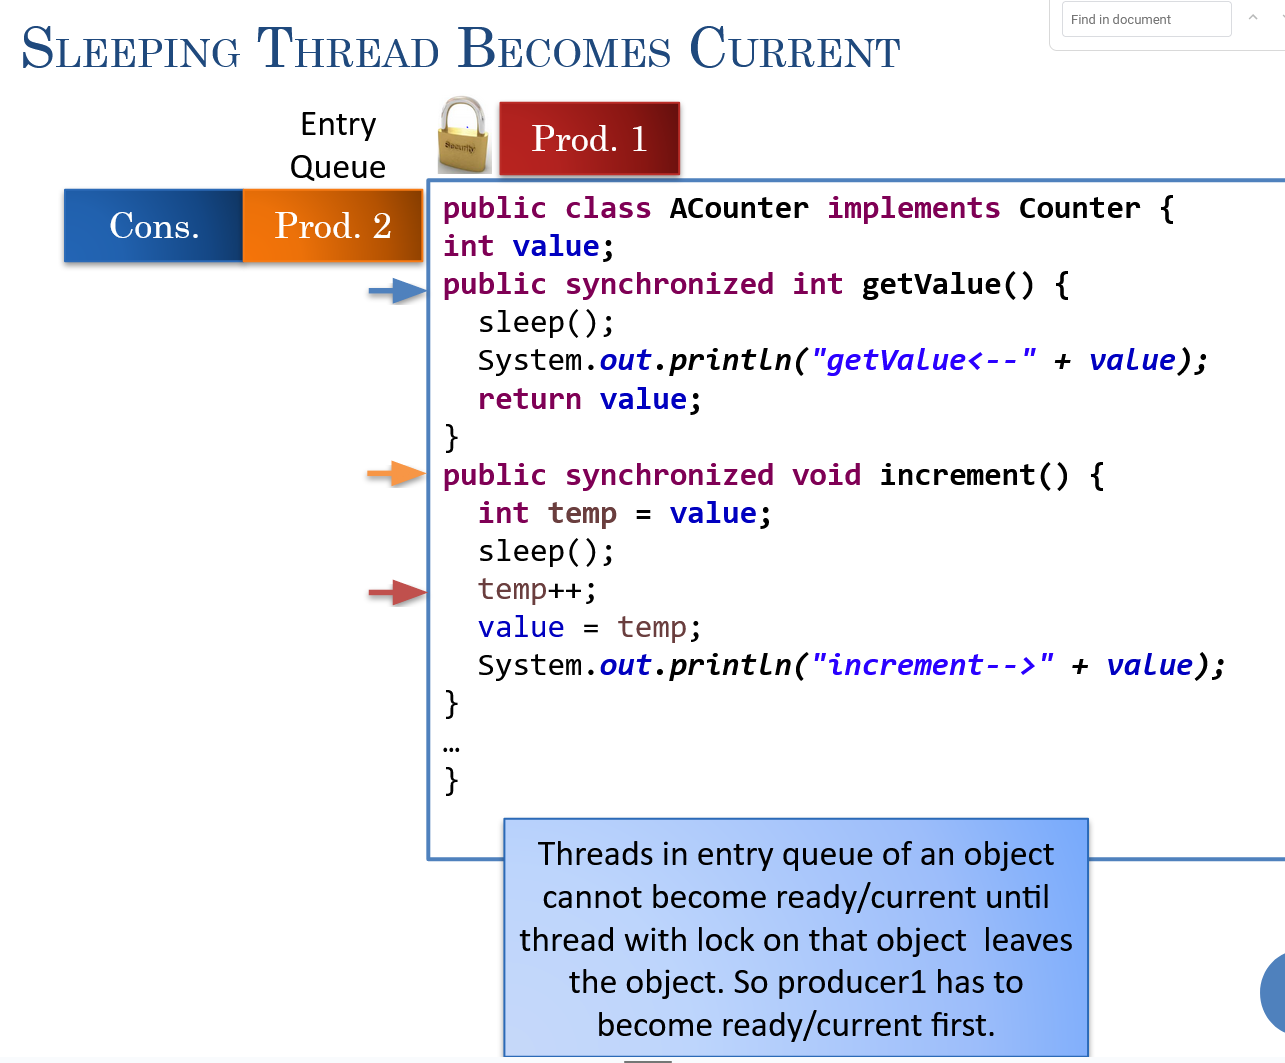 Find in document
Sleeping Thread Becomes Current
Entry
Queue
Security
Prod. 1
Cons.
Prod. 2
public class ACounter implements Counter {
int value;
public synchronized int getValue() {
sleep();
System.out.println("getValue<--" + value);
return value;
}
public synchronized void increment() {
int temp = value;
sleep();
temp++;
value = temp;
System.out.println("increment-->" + value);
}
…
}
Threads in entry queue of an object
cannot become ready/current until
thread with lock on that object leaves
the object. So producer1 has to
become ready/current first.